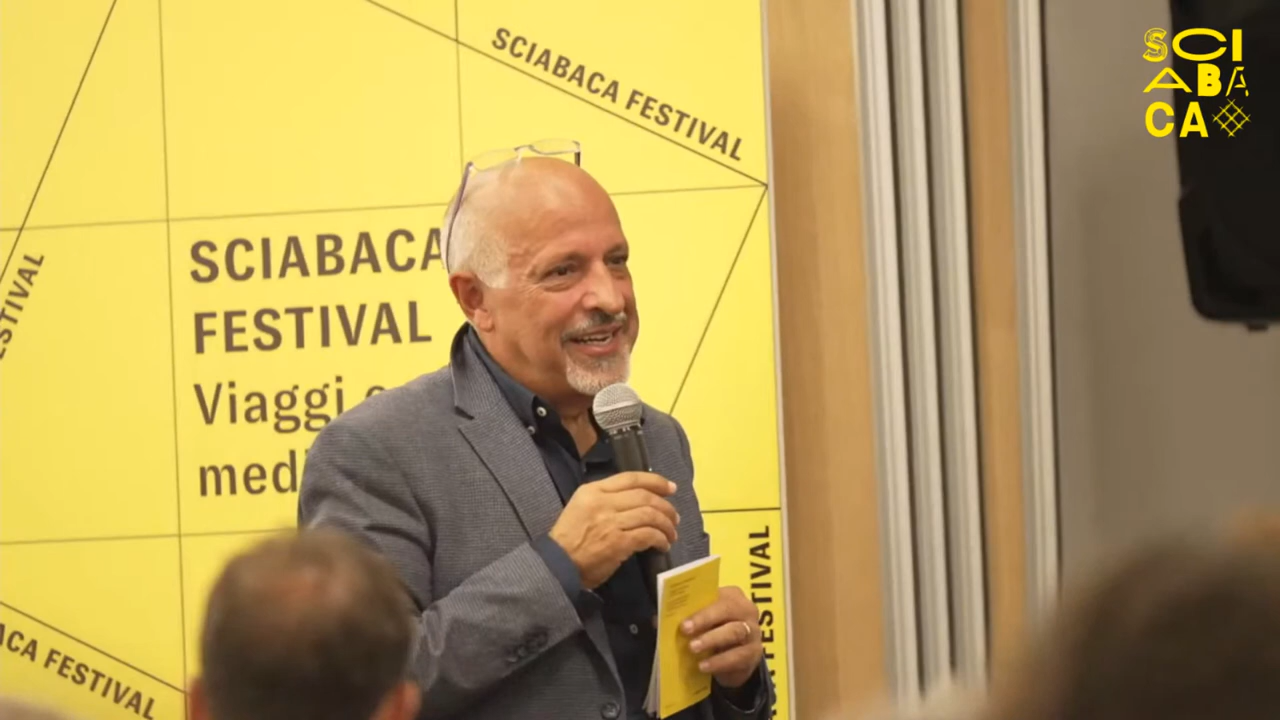 SCIABACA FESTIVAL
SCI
ABA
CA
SCIABACA
FESTIVAL
Viaggi
medi
ESTIVAL
ACA FESTIVAL
FESTIVAL